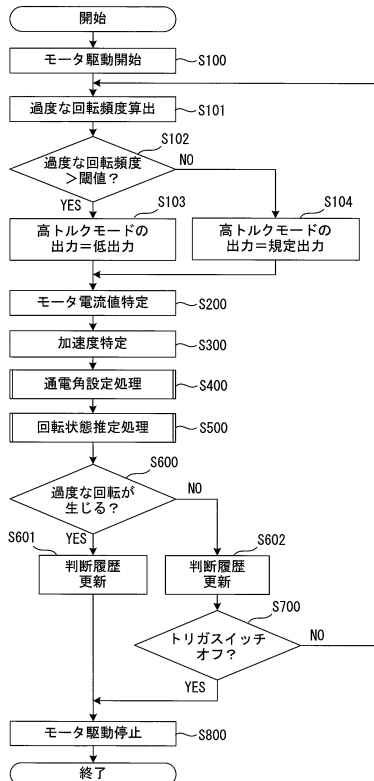 開始
モータ駆動開始
S100
過度な回転頻度算出
S101
S102
過度な回転頻度
＞閾値？
NO
YES
S103
高トルクモードの
出力＝低出力
S104
高トルクモードの
出力＝規定出力
モータ電流値特定
S200
加速度特定
S300
通電角設定処理
S400
回転状態推定処理
S500
S600
過度な回転が
生じる？
NO
YES
S601
判断履歴
更新
S602
判断履歴
更新
S700
トリガスイッチ
オフ？
NO
YES
モータ駆動停止
S800
終了